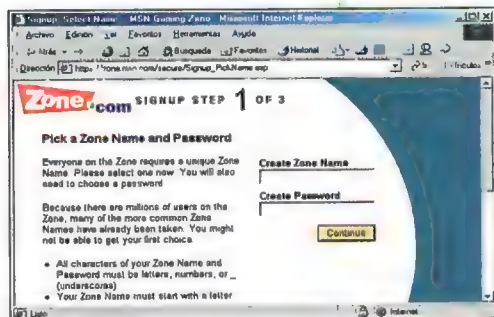 Signup: Select Name - MSN Gaming Zone - Microsoft Internet Explorer
Archivo Edición Ver Favoritos Herramientas Ayuda
Atrás Búsqueda Favoritos Historial
Dirección Vínculos
Zone.com SIGNUP STEP 1 OF 3
Pick a Zone Name and Password
Everyone on the Zone requires a unique Zone
Name. Please select one now. You will also
need to choose a password
Create Zone Name
Create Password
Because there are millions of users on the
Zone, many of the more common Zone
Names have already been taken. You might
not be able to get your first choice.
Continue
• All characters of your Zone Name and
Password must be letters, numbers, or _
(underscores)
• Your Zone Name must start with a letter
Listo Internet